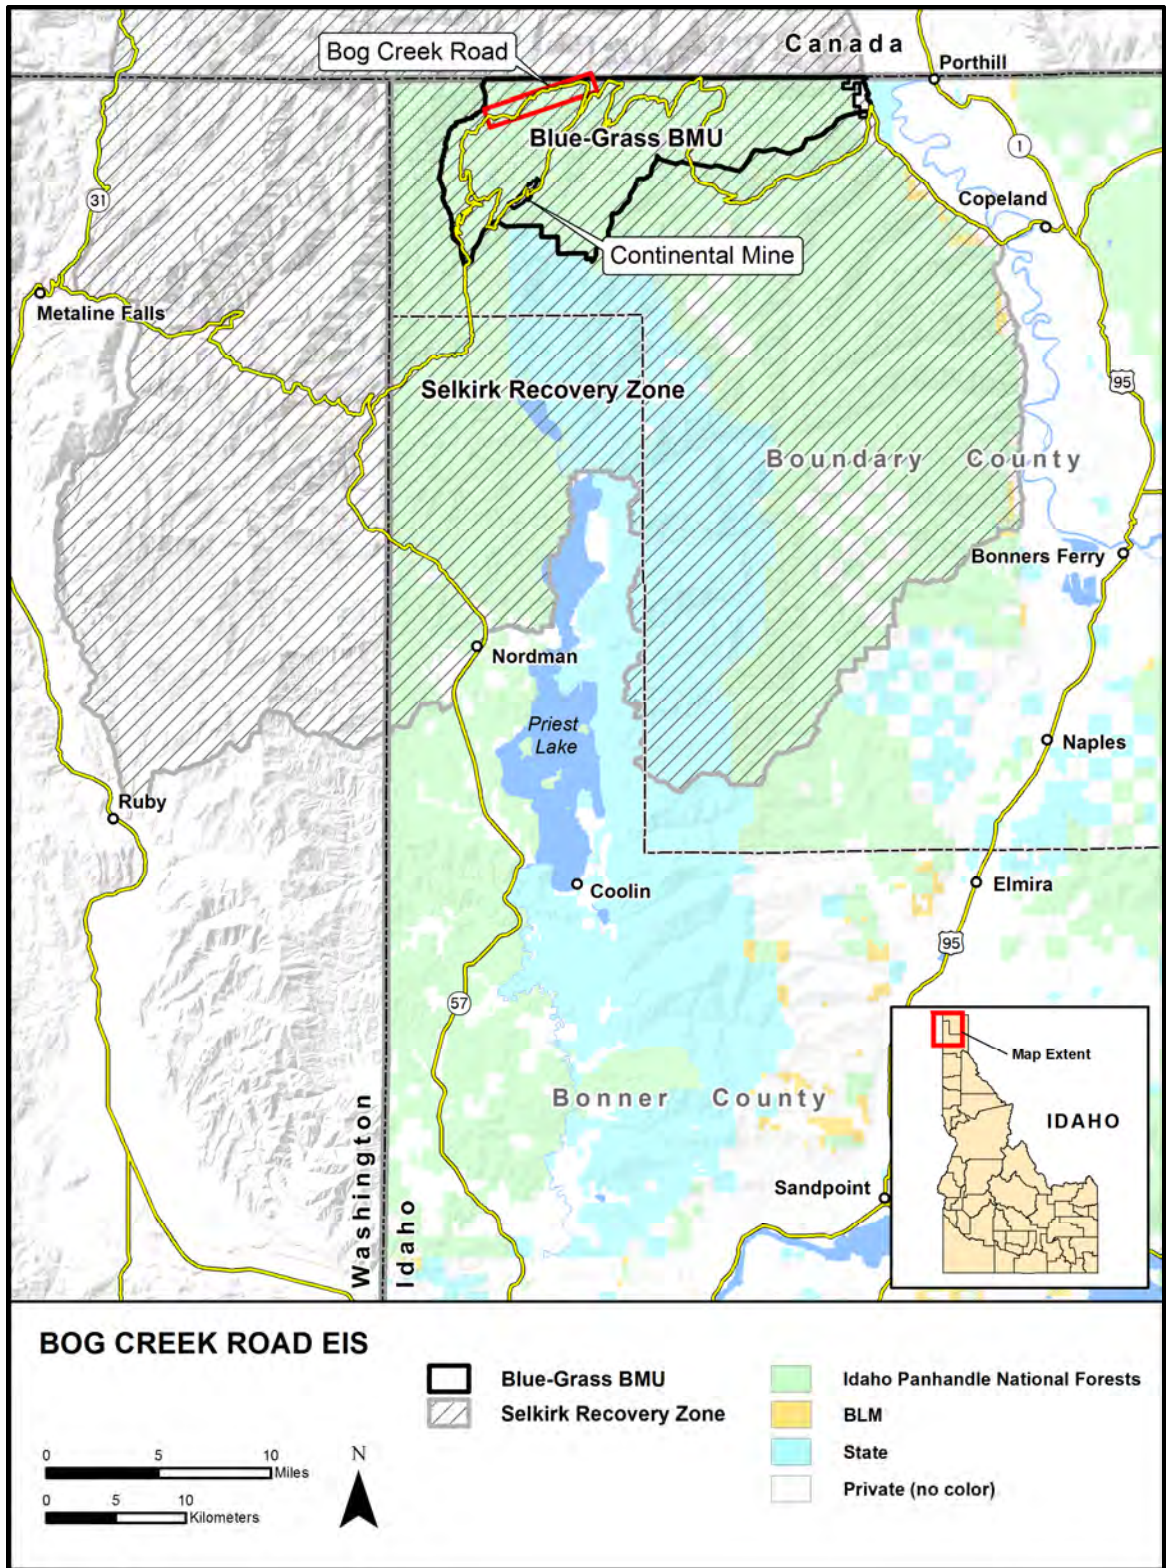 Canada
Bog Creek Road
Porthill
Blue-Grass BMU
1
31
Copeland
Continental Mine
Metaline Falls
95
Selkirk Recovery Zone
Boundary County
Bonners Ferry
Nordman
Priest
Lake
Naples
Ruby
Elmira
Coolin
95
57
Map Extent
Bonner County
IDAHO
Sandpoint
Washington
Idaho
BOG CREEK ROAD EIS
Blue-Grass BMU
Selkirk Recovery Zone
Idaho Panhandle National Forests
BLM
State
Private (no color)
0 5 10
Miles
0 5 10
Kilometers
N